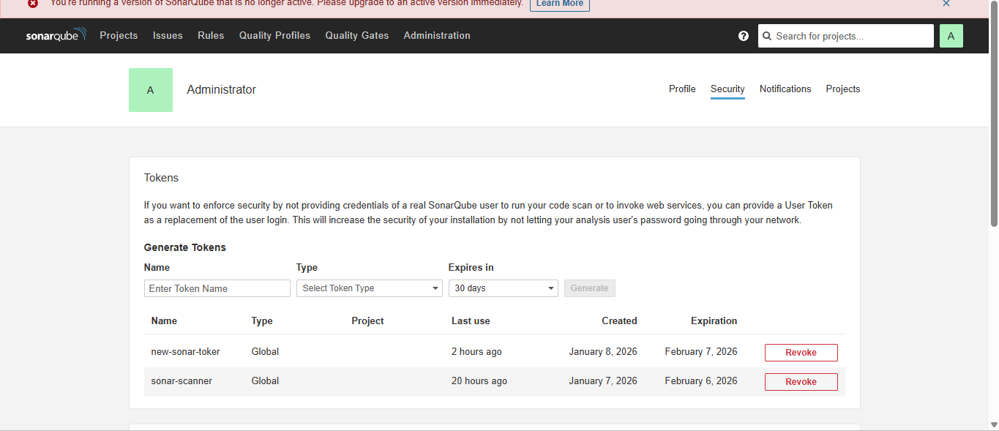 You're running a version of SonarQube that is no longer active. Please upgrade to an active version immediately. Learn More
sonarqube Projects Issues Rules Quality Profiles Quality Gates Administration ? Search for projects... A
A Administrator Profile Security Notifications Projects
Tokens
If you want to enforce security by not providing credentials of a real SonarQube user to run your code scan or to invoke web services, you can provide a User Token
as a replacement of the user login. This will increase the security of your installation by not letting your analysis user's password going through your network.
Generate Tokens
Name Type Expires in
Enter Token Name Select Token Type 30 days Generate
Name Type Project Last use Created Expiration
new-sonar-toker Global 2 hours ago January 8, 2026 February 7, 2026 Revoke
sonar-scanner Global 20 hours ago January 7, 2026 February 6, 2026 Revoke